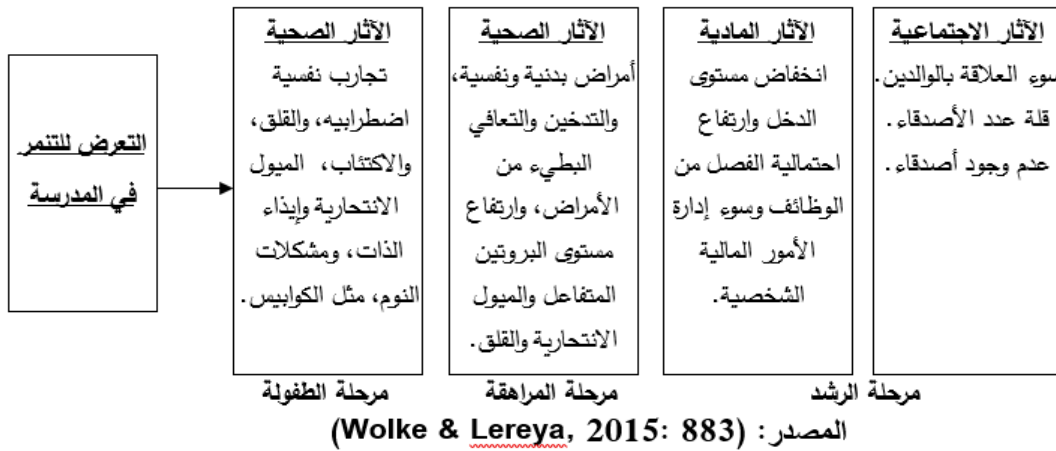 التعرض للتنمر
في المدرسة
الآثار الصحية
تجارب نفسية
اضطرابيه، والقلق،
والاكتئاب، الميول
الانتحارية وإيذاء
الذات، ومشكلات
النوم، مثل الكوابيس.
الآثار الصحية
أمراض بدنية ونفسية،
والتدخين والتعافي
البطيء من
الأمراض، وارتفاع
مستوى البروتين
المتفاعل والميول
الانتحارية والقلق.
الآثار المادية
انخفاض مستوى
الدخل وارتفاع
احتمالية الفصل من
الوظائف وسوء إدارة
الأمور المالية
الشخصية.
الآثار الاجتماعية
سوء العلاقة بالوالدين.
قلة عدد الأصدقاء.
عدم وجود أصدقاء.
مرحلة الطفولة
مرحلة المراهقة
مرحلة الرشد
المصدر: (Wolke & Lereya, 2015: 883)